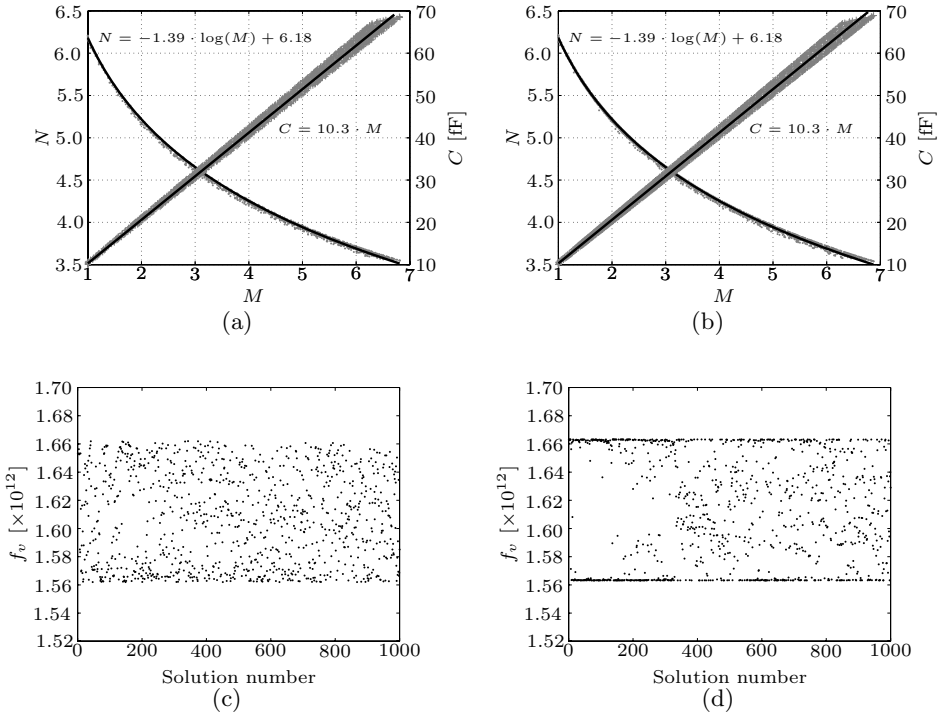 6.5
6.0
5.5
5.0
4.5
4.0
3.5
N
N = −1.39 · log(M) + 6.18
C = 10.3 · M
70
60
50
40
30
20
10
C [fF]
1 2 3 4 5 6 7
M
(a)
6.5
6.0
5.5
5.0
4.5
4.0
3.5
N
N = −1.39 · log(M) + 6.18
C = 10.3 · M
70
60
50
40
30
20
10
C [fF]
1 2 3 4 5 6 7
M
(b)
1.70
1.68
1.66
1.64
1.62
1.60
1.58
1.56
1.54
1.52
f_v [×10^12]
0 200 400 600 800 1000
Solution number
(c)
1.70
1.68
1.66
1.64
1.62
1.60
1.58
1.56
1.54
1.52
f_v [×10^12]
0 200 400 600 800 1000
Solution number
(d)